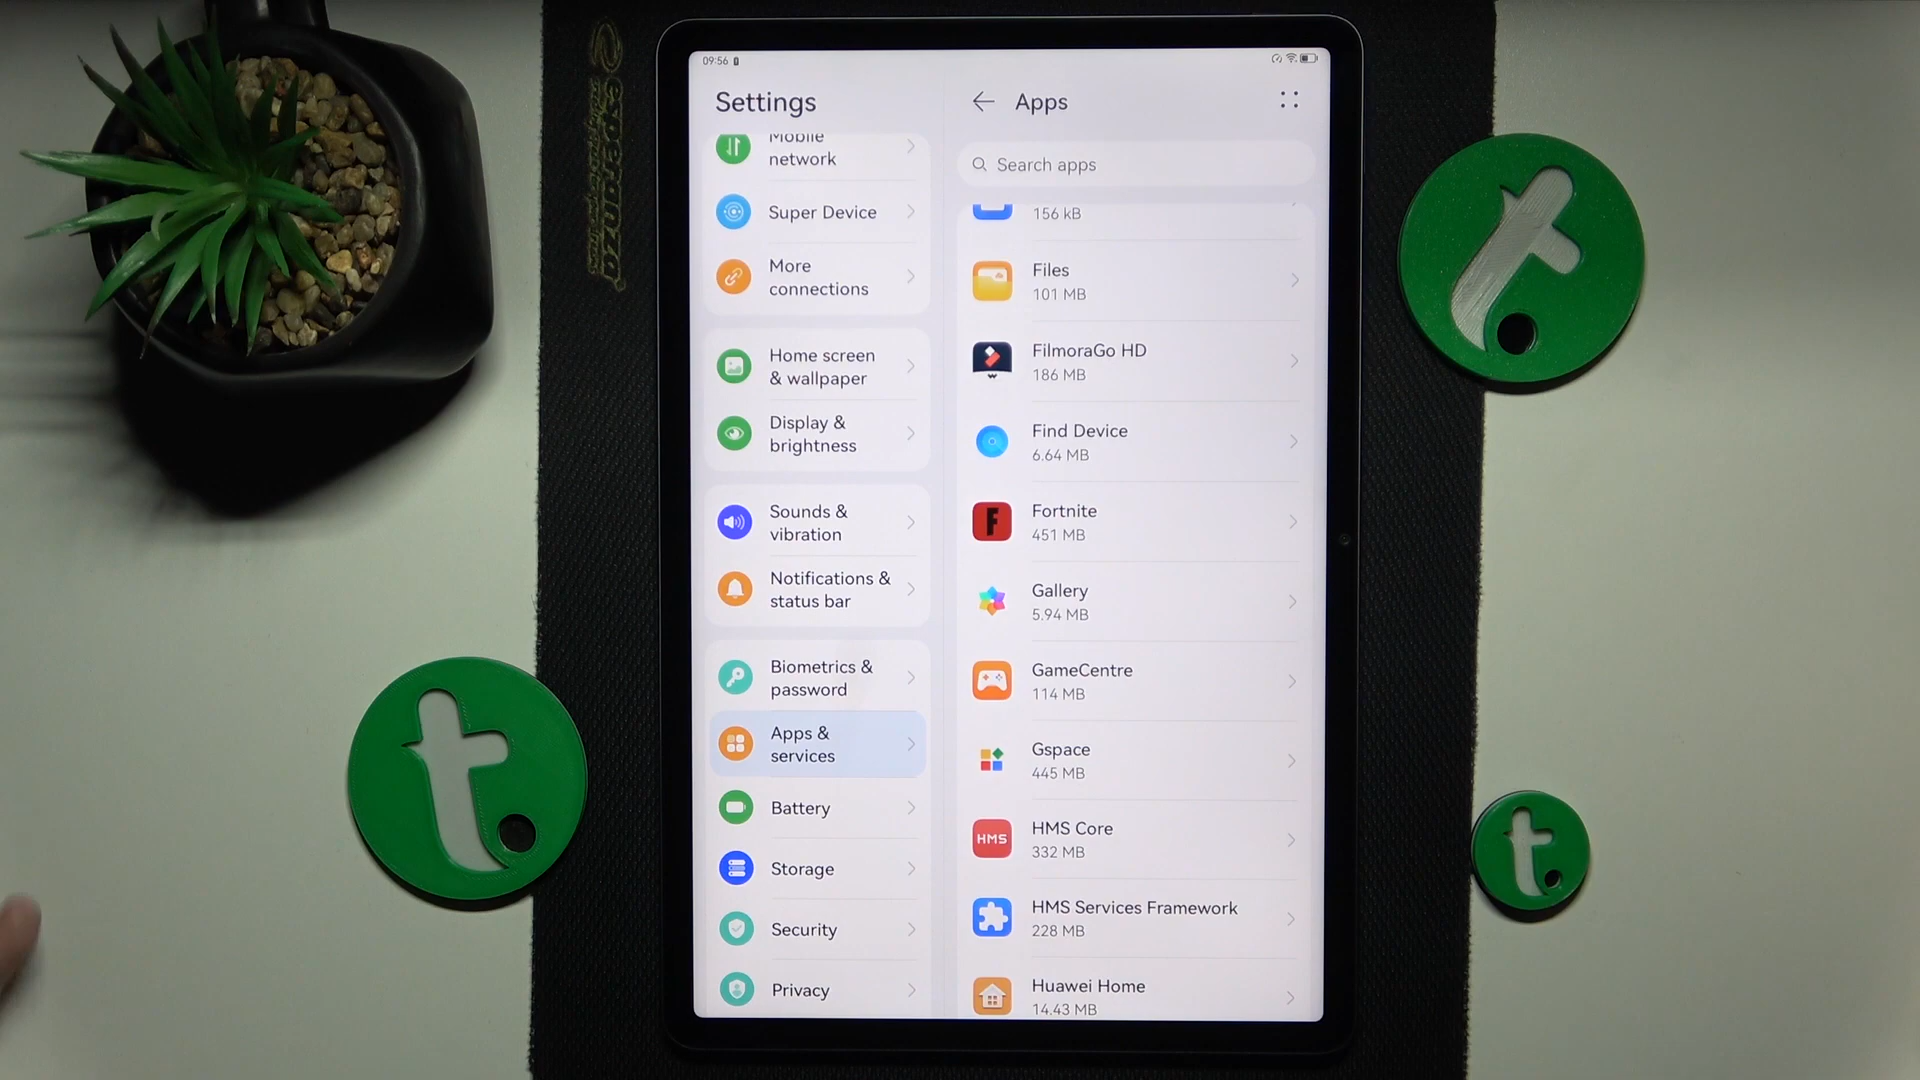 esperanza
09:56
Settings
Apps
Search apps
Mobile
network
Super Device
More
connections
Home screen
& wallpaper
Display &
brightness
Sounds &
vibration
Notifications &
status bar
Biometrics &
password
Apps &
services
Battery
Storage
Security
Privacy
156 kB
Files
101 MB
FilmoraGo HD
186 MB
Find Device
6.64 MB
F
Fortnite
451 MB
Gallery
5.94 MB
GameCentre
114 MB
Gspace
445 MB
HMS
HMS Core
332 MB
HMS Services Framework
228 MB
Huawei Home
14.43 MB
t
t
t